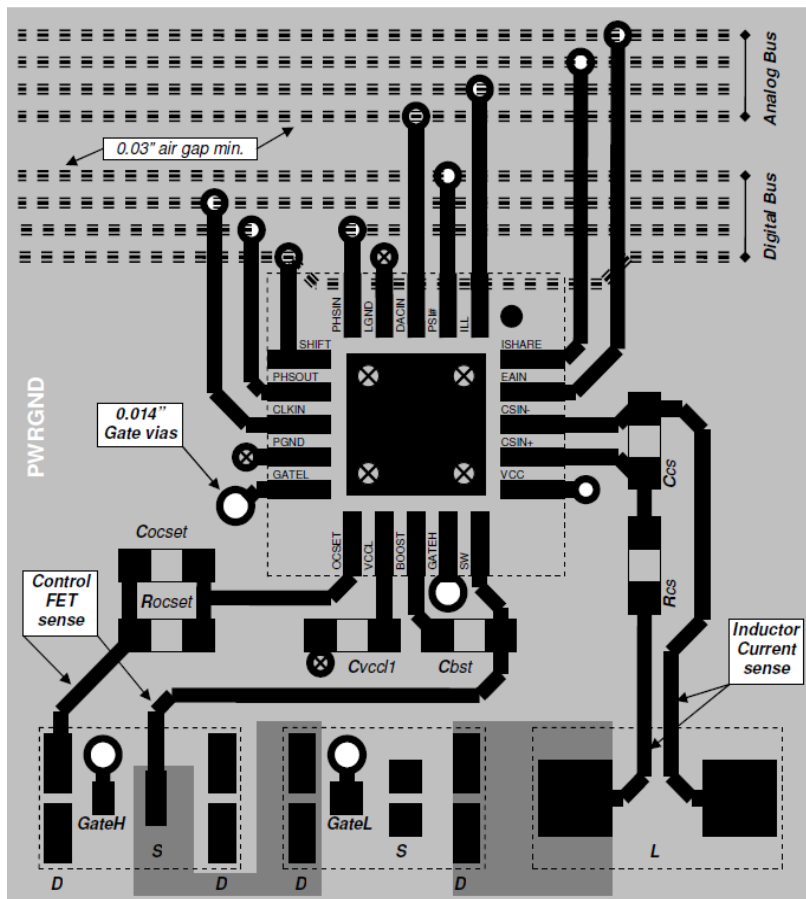 Analog Bus
0.03" air gap min.
Digital Bus
PHSIN
LGND
DACIN
PSI#
ILL
SHIFT
ISHARE
PHSOUT
EAIN
CLKIN
CSIN-
PGND
CSIN+
GATEL
VCC
PWRGND
0.014"
Gate vias
Ccs
OCSET
VCCL
BOOST
GATEH
SW
Cocset
Control
FET
sense
Rocset
Rcs
Inductor
Current
sense
Cvccl1
Cbst
GateH
GateL
S
S
L
D
D
D
D